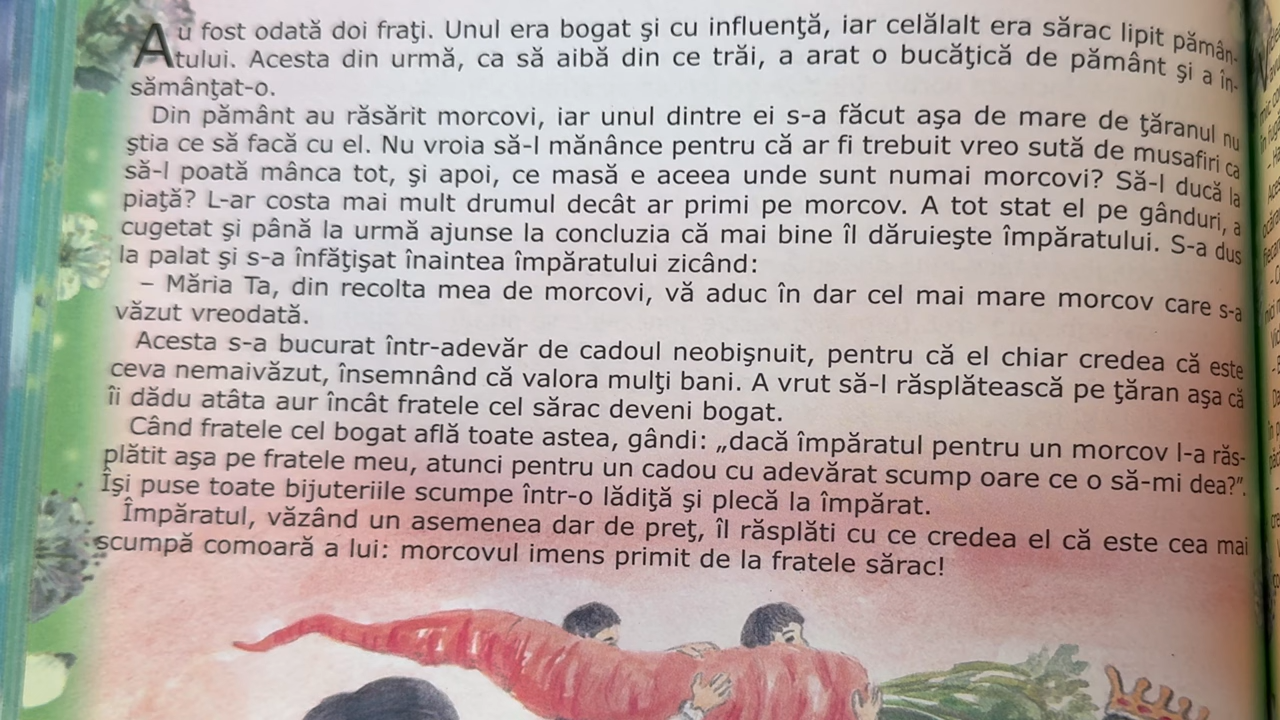 Au fost odată doi fraţi. Unul era bogat şi cu influenţă, iar celălalt era sărac lipit pămân-
tului. Acesta din urmă, ca să aibă din ce trăi, a arat o bucăţică de pământ şi a în-
sămânţat-o.
Din pământ au răsărit morcovi, iar unul dintre ei s-a făcut aşa de mare de ţăranul nu
ştia ce să facă cu el. Nu vroia să-l mănânce pentru că ar fi trebuit vreo sută de musafiri ca
să-l poată mânca tot, şi apoi, ce masă e aceea unde sunt numai morcovi? Să-l ducă la
piaţă? L-ar costa mai mult drumul decât ar primi pe morcov. A tot stat el pe gânduri, a
cugetat şi până la urmă ajunse la concluzia că mai bine îl dăruieşte împăratului. S-a dus
la palat şi s-a înfăţişat înaintea împăratului zicând:
– Măria Ta, din recolta mea de morcovi, vă aduc în dar cel mai mare morcov care s-a
văzut vreodată.
Acesta s-a bucurat într-adevăr de cadoul neobişnuit, pentru că el chiar credea că este
ceva nemaivăzut, însemnând că valora mulţi bani. A vrut să-l răsplătească pe ţăran aşa că
îi dădu atâta aur încât fratele cel sărac deveni bogat.
Când fratele cel bogat află toate astea, gândi: „dacă împăratul pentru un morcov l-a răs-
plătit aşa pe fratele meu, atunci pentru un cadou cu adevărat scump oare ce o să-mi dea?”.
Îşi puse toate bijuteriile scumpe într-o lădiţă şi plecă la împărat.
Împăratul, văzând un asemenea dar de preţ, îl răsplăti cu ce credea el că este cea mai
scumpă comoară a lui: morcovul imens primit de la fratele sărac!